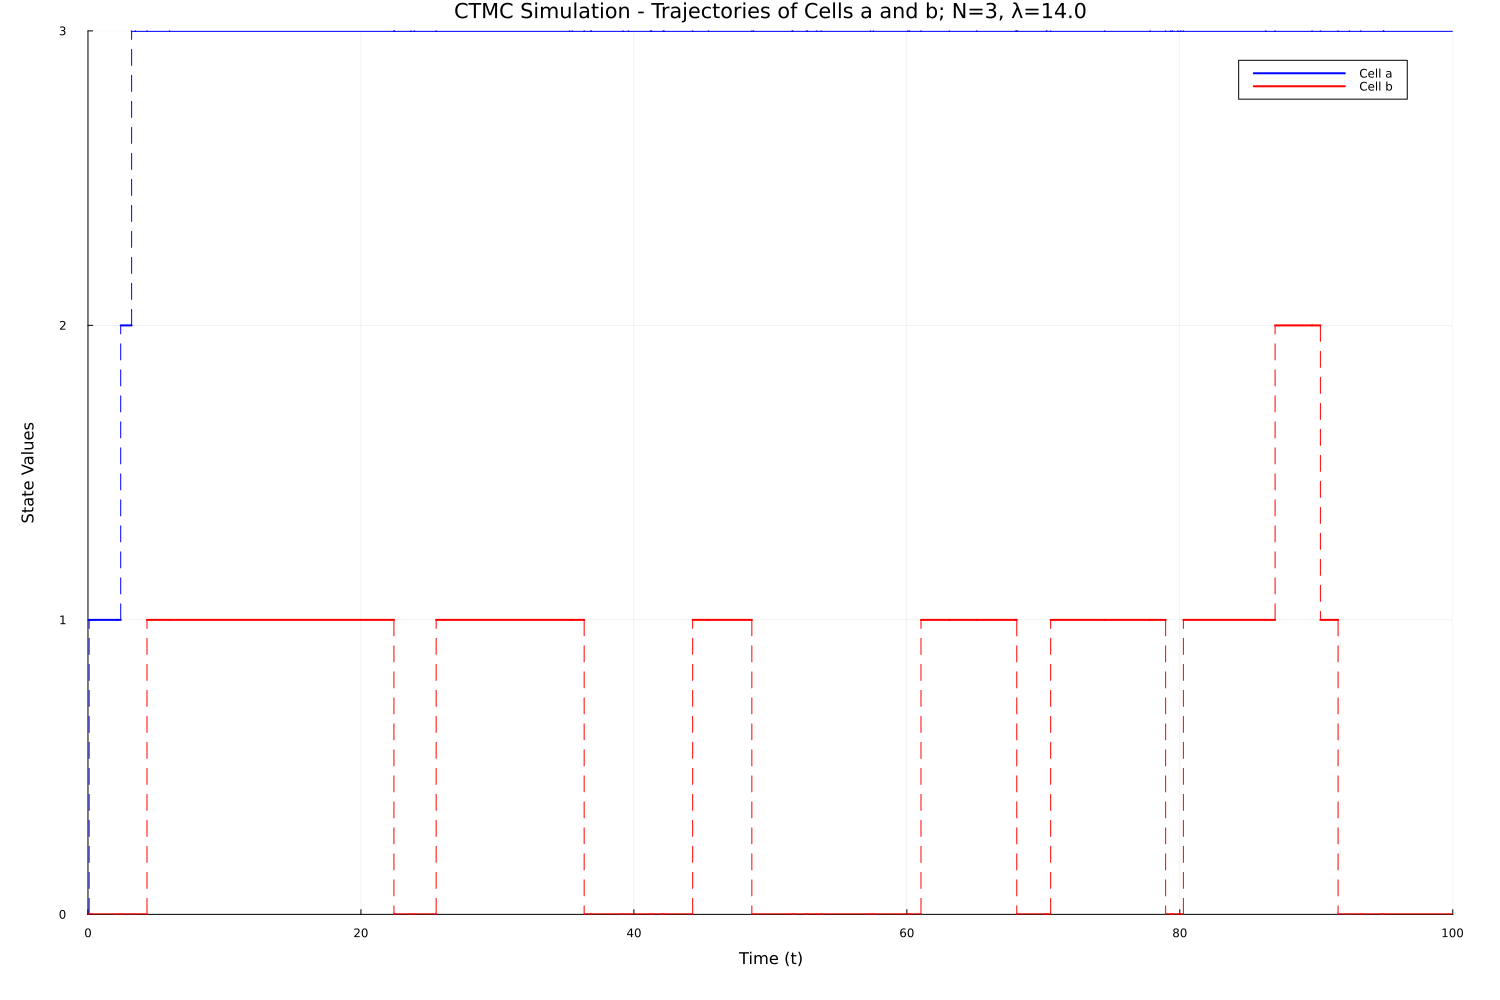 CTMC Simulation - Trajectories of Cells a and b; N=3, λ=14.0
3
Cell a
Cell b
2
State Values
1
0
0 20 40 60 80 100
Time (t)